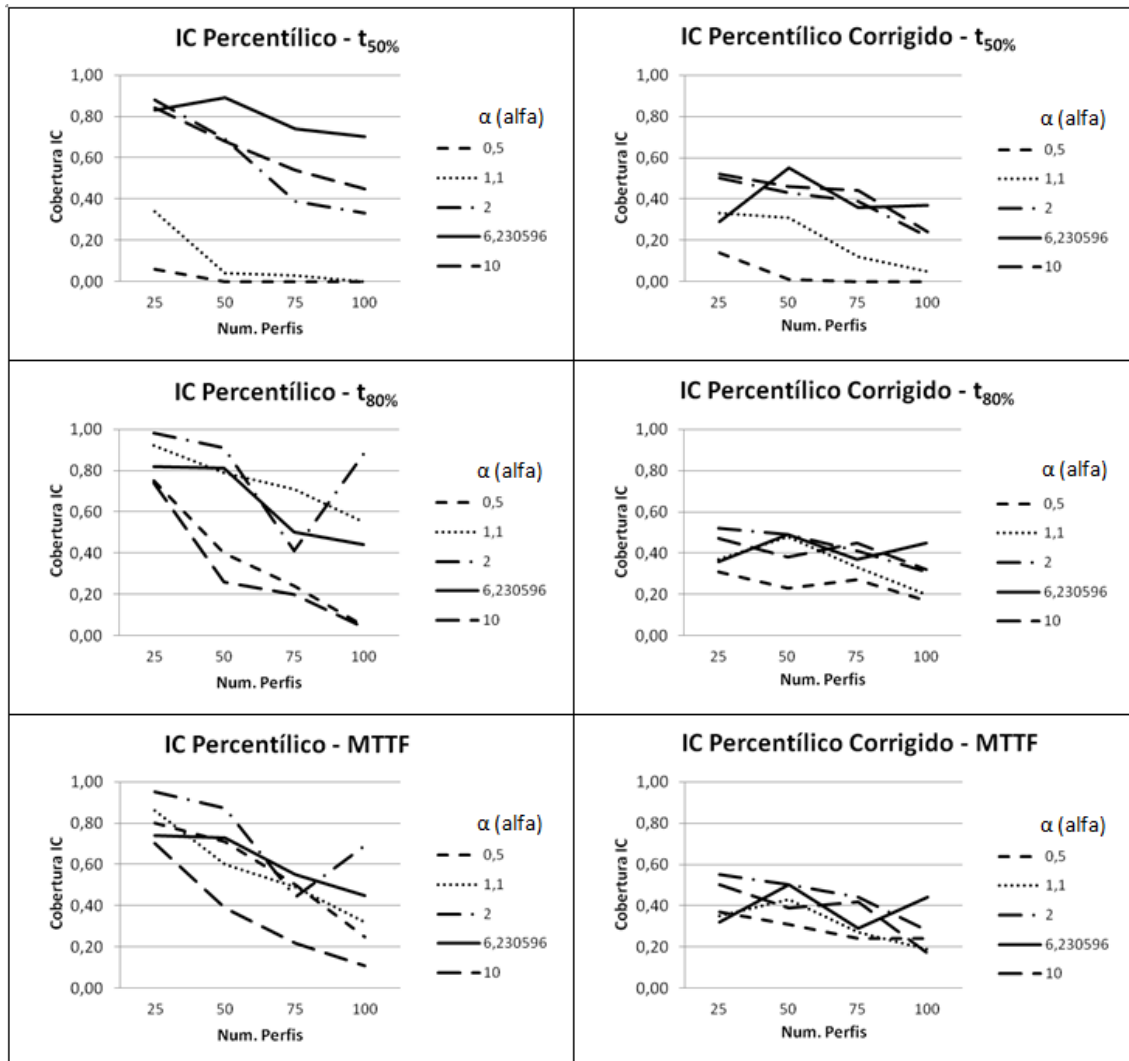 IC Percentílico - t50%
1,00
0,80
0,60
0,40
0,20
0,00
Cobertura IC
25 50 75 100
Num. Perfis
α (alfa)
0,5
1,1
2
6,230596
10
IC Percentílico Corrigido - t50%
1,00
0,80
0,60
0,40
0,20
0,00
Cobertura IC
25 50 75 100
Num. Perfis
α (alfa)
0,5
1,1
2
6,230596
10
IC Percentílico - t80%
1,00
0,80
0,60
0,40
0,20
0,00
Cobertura IC
25 50 75 100
Num. Perfis
α (alfa)
0,5
1,1
2
6,230596
10
IC Percentílico Corrigido - t80%
1,00
0,80
0,60
0,40
0,20
0,00
Cobertura IC
25 50 75 100
Num. Perfis
α (alfa)
0,5
1,1
2
6,230596
10
IC Percentílico - MTTF
1,00
0,80
0,60
0,40
0,20
0,00
Cobertura IC
25 50 75 100
Num. Perfis
α (alfa)
0,5
1,1
2
6,230596
10
IC Percentílico Corrigido - MTTF
1,00
0,80
0,60
0,40
0,20
0,00
Cobertura IC
25 50 75 100
Num. Perfis
α (alfa)
0,5
1,1
2
6,230596
10